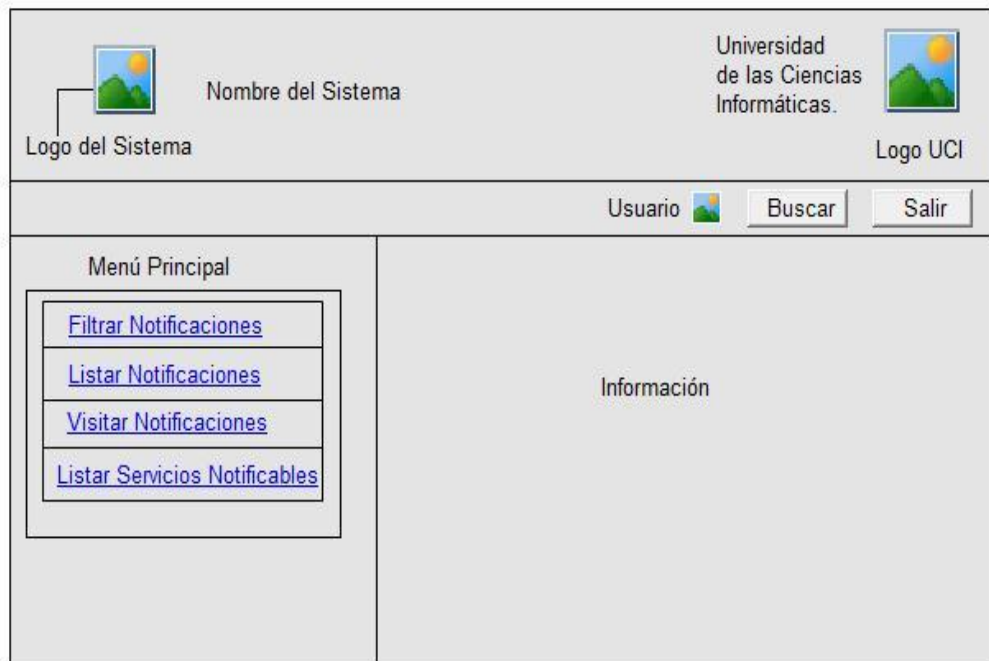 Universidad
de las Ciencias
Informáticas.
Nombre del Sistema
Logo del Sistema
Logo UCI
Usuario
Buscar
Salir
Menú Principal
Filtrar Notificaciones
Listar Notificaciones
Visitar Notificaciones
Listar Servicios Notificables
Información